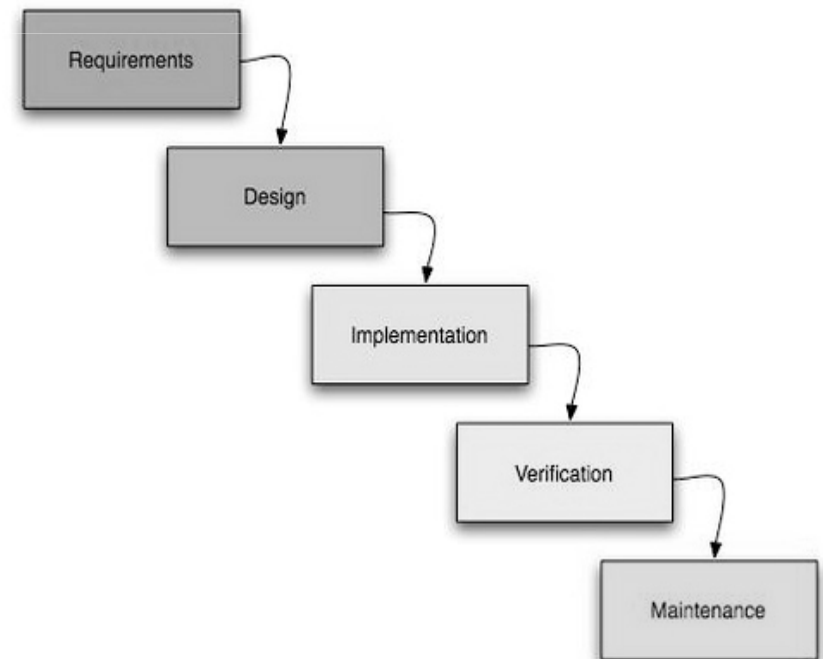 Requirements
Design
Implementation
Verification
Maintenance